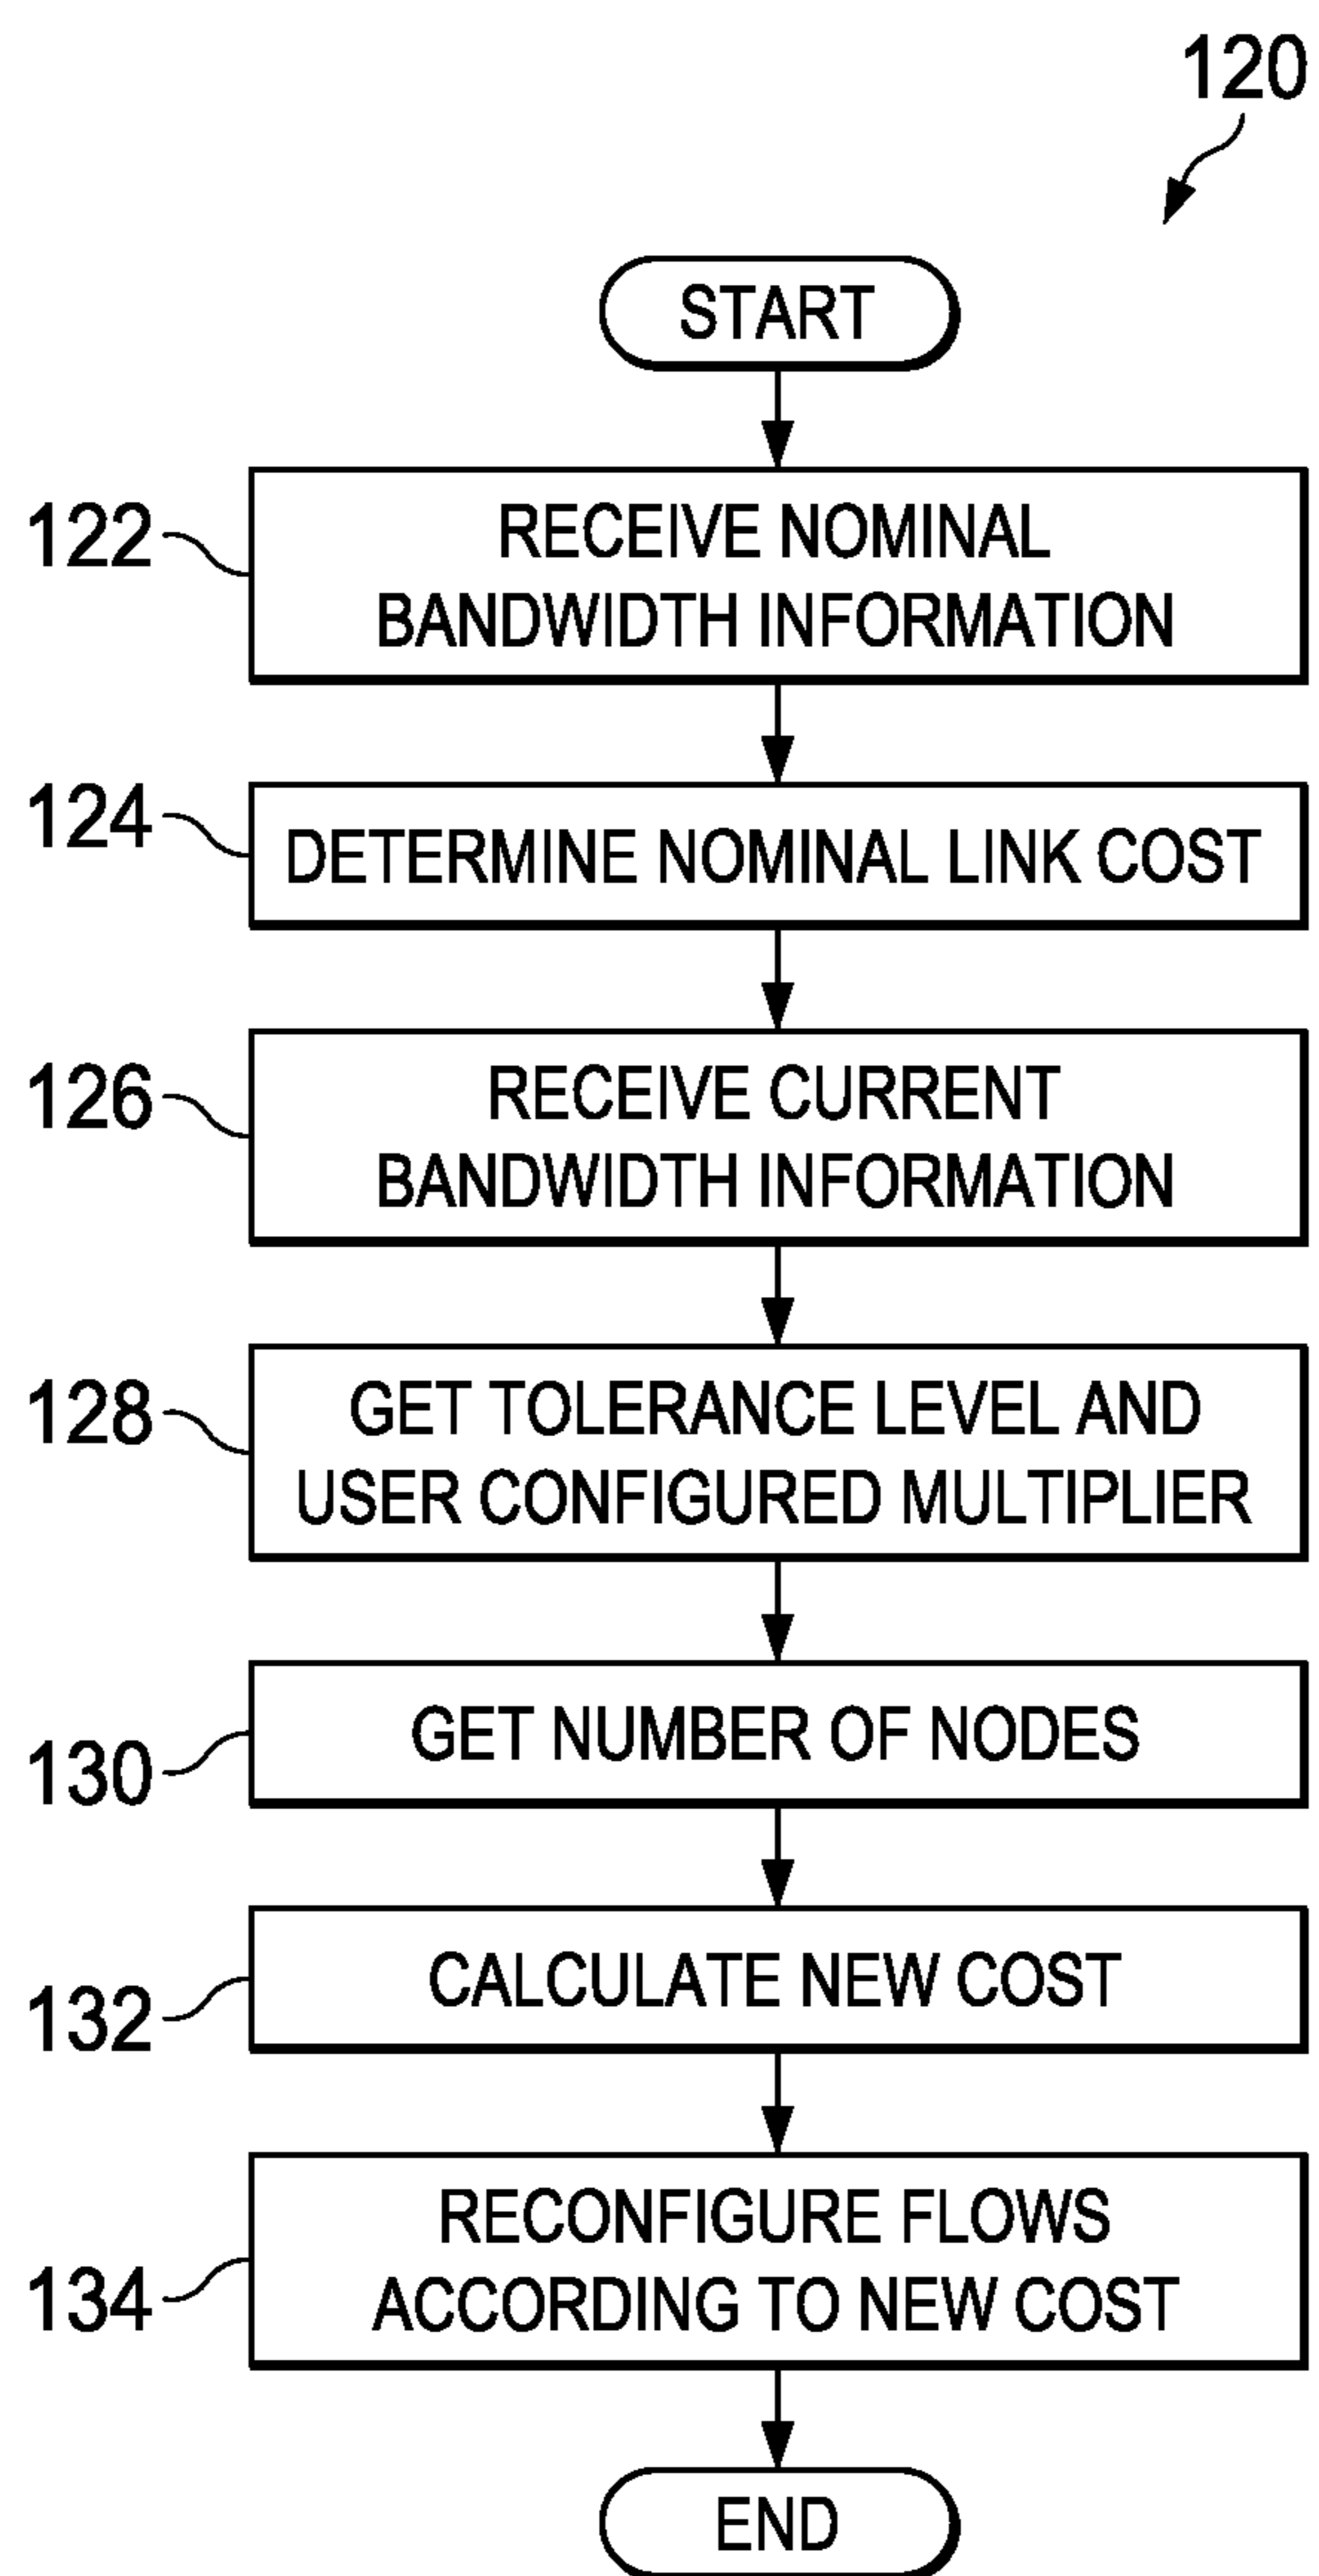 120
START
122
RECEIVE NOMINAL
BANDWIDTH INFORMATION
124
DETERMINE NOMINAL LINK COST
126
RECEIVE CURRENT
BANDWIDTH INFORMATION
128
GET TOLERANCE LEVEL AND
USER CONFIGURED MULTIPLIER
130
GET NUMBER OF NODES
132
CALCULATE NEW COST
134
RECONFIGURE FLOWS
ACCORDING TO NEW COST
END